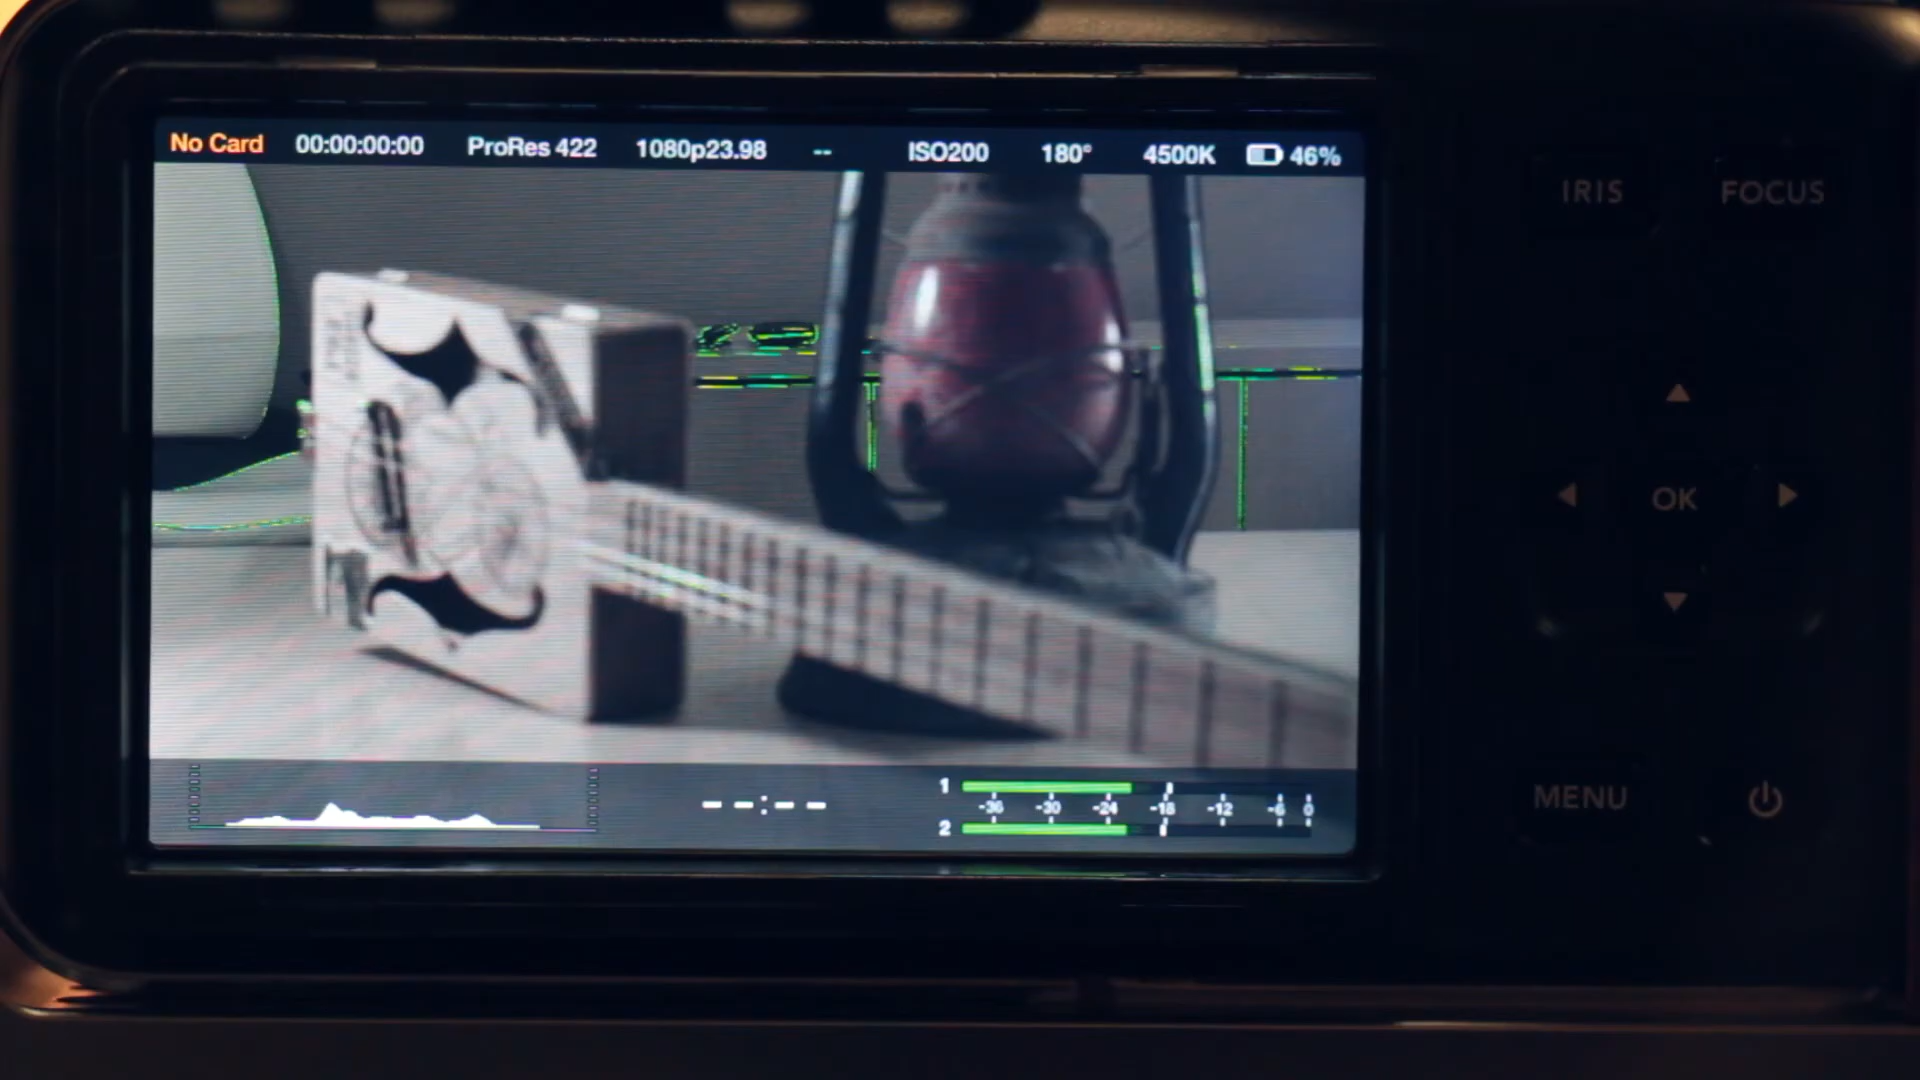 No Card 00:00:00:00 ProRes 422 1080p23.98 -- ISO200 180° 4500K 46%
IRIS FOCUS
OK
MENU
--:--
1
-36 -30 -24 -18 -12 -6 0
2